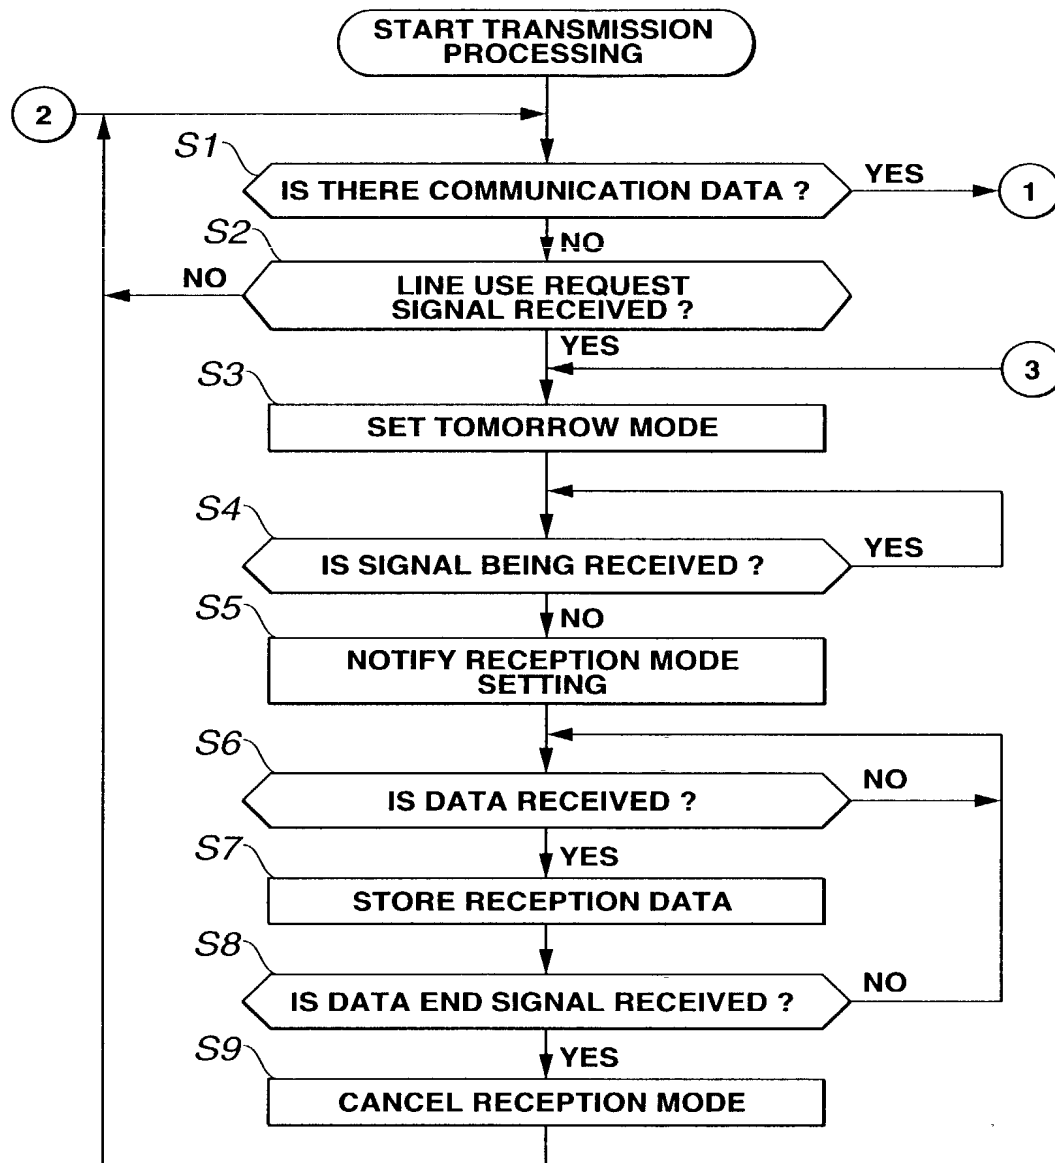 START TRANSMISSION
PROCESSING
2
S1
IS THERE COMMUNICATION DATA ?
YES
1
NO
S2
LINE USE REQUEST
SIGNAL RECEIVED ?
NO
YES
3
S3
SET TOMORROW MODE
S4
IS SIGNAL BEING RECEIVED ?
YES
NO
S5
NOTIFY RECEPTION MODE
SETTING
S6
IS DATA RECEIVED ?
NO
YES
S7
STORE RECEPTION DATA
S8
IS DATA END SIGNAL RECEIVED ?
NO
YES
S9
CANCEL RECEPTION MODE